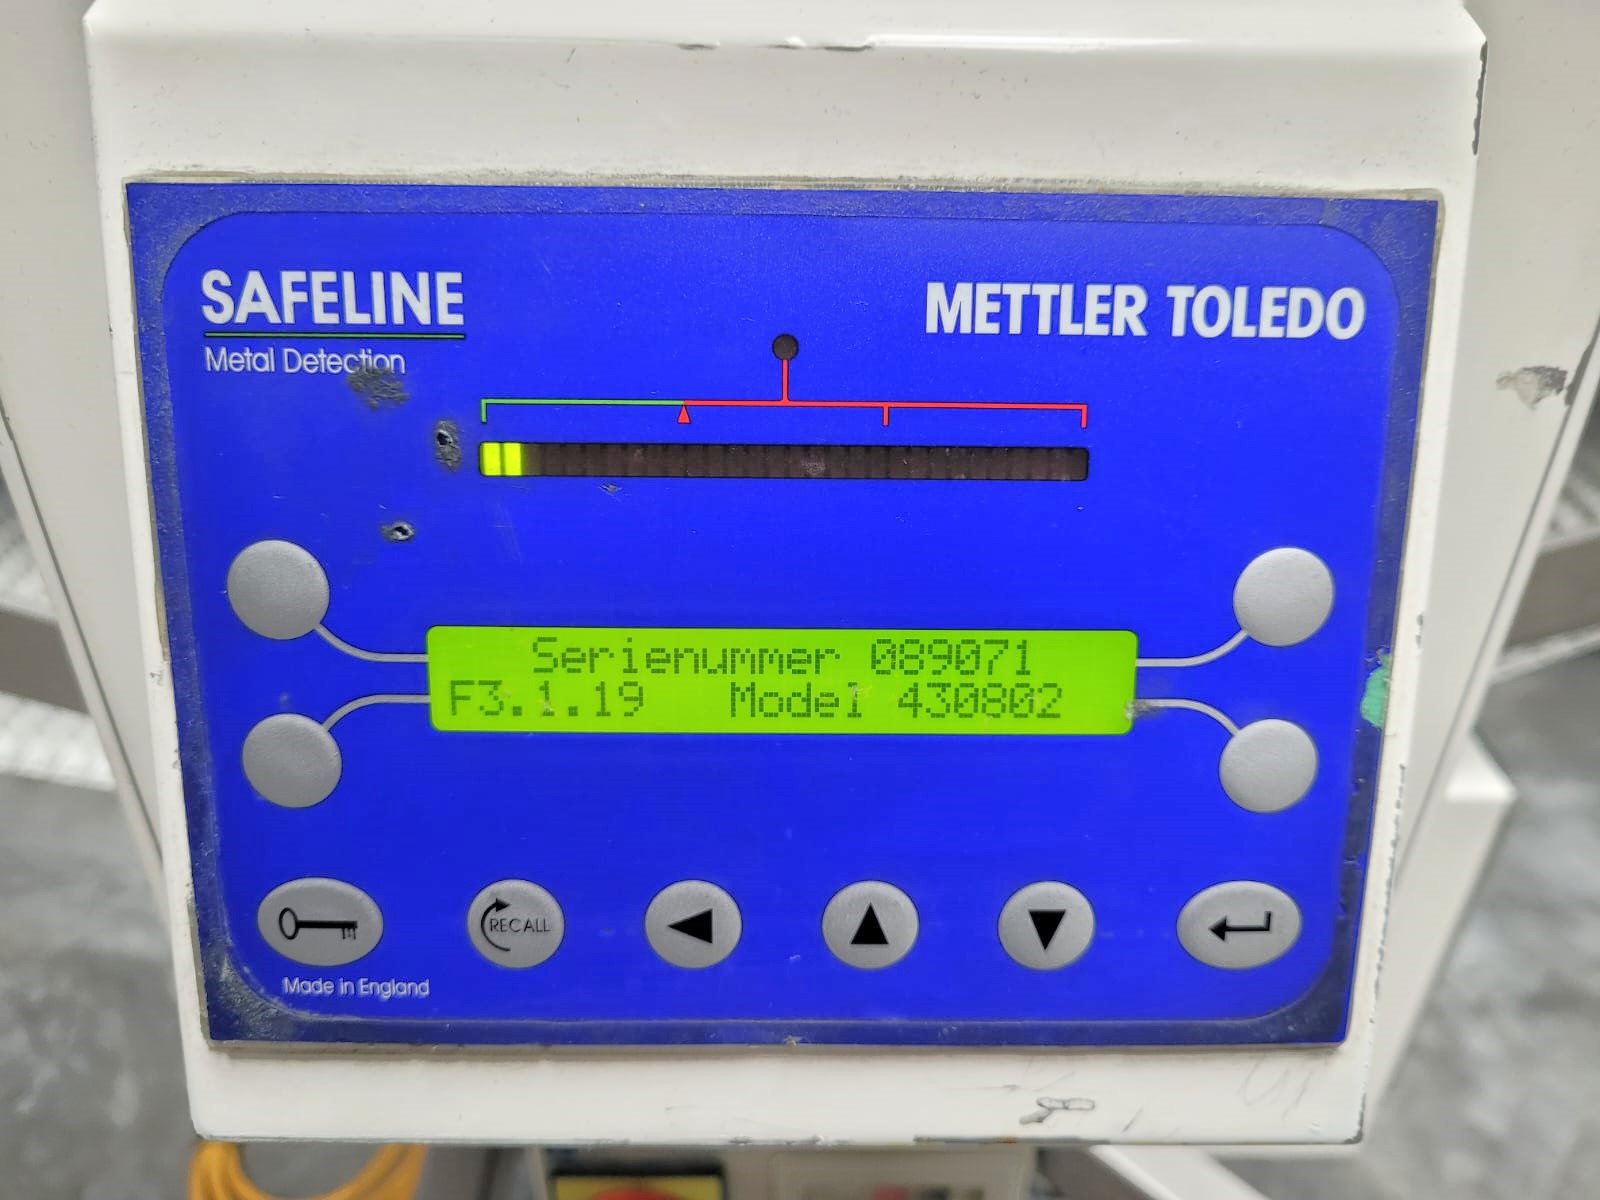 SAFELINE
Metal Detection
METTLER TOLEDO
Serienummer 089071
F3.1.19 Model 430802
RECALL
Made in England